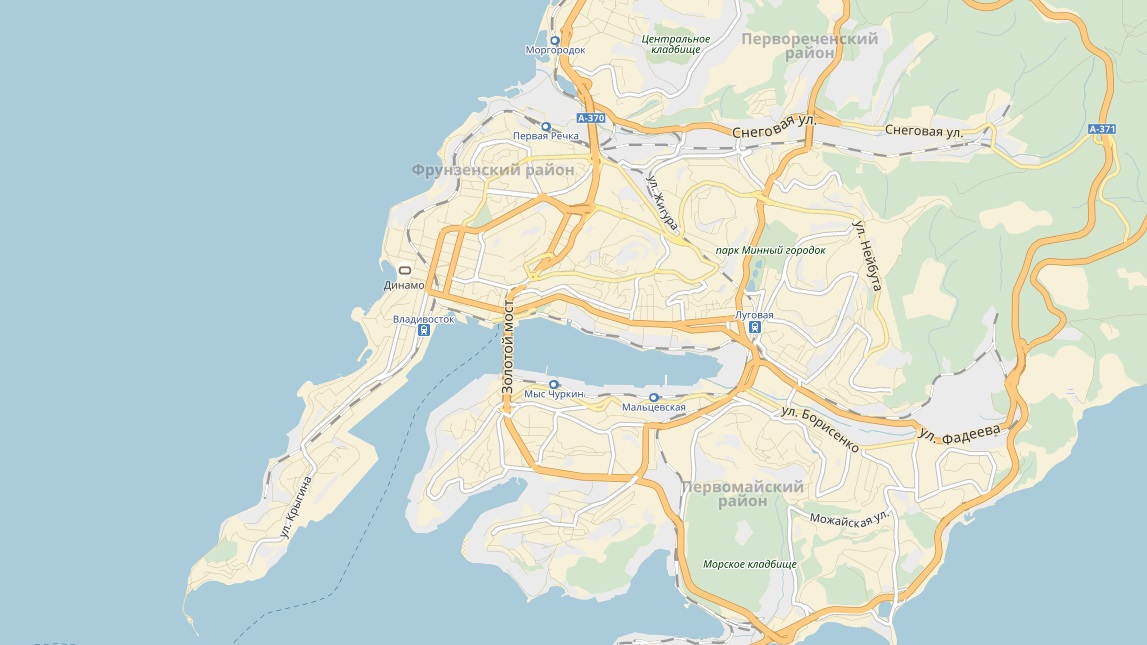 Центральное
кладбище
Первореченский
район
Моргородок
А-370
Снеговая ул.
Снеговая ул.
А-371
Первая Речка
Фрунзенский район
ул. Жигура
ул. Нейбута
парк Минный городок
Динамо
Владивосток
Золотой мост
Луговая
Мыс Чуркин
Мальцевская
ул. Борисенко
ул. Фадеева
ул. Крыгина
Первомайский
район
Можайская ул.
Морское кладбище